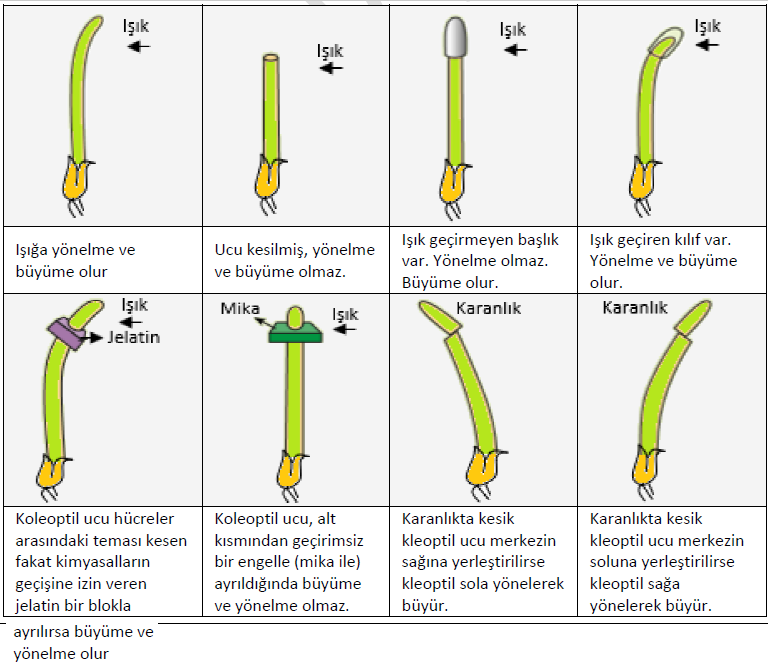 Işık
Işık
Işık
Işık
Işığa yönelme ve
büyüme olur
Ucu kesilmiş, yönelme
ve büyüme olmaz.
Işık geçirmeyen başlık
var. Yönelme olmaz.
Büyüme olur.
Işık geçiren kılıf var.
Yönelme ve büyüme
olur.
Işık
Jelatin
Mika
Işık
Karanlık
Karanlık
Koleoptil ucu hücreler
arasındaki teması kesen
fakat kimyasalların
geçişine izin veren
jelatin bir blokla
ayrılırsa büyüme ve
yönelme olur
Koleoptil ucu, alt
kısmından geçirimsiz
bir engelle (mika ile)
ayrıldığında büyüme
ve yönelme olmaz.
Karanlıkta kesik
kleoptil ucu merkezin
sağına yerleştirilirse
kleoptil sola yönelerek
büyür.
Karanlıkta kesik
kleoptil ucu merkezin
soluna yerleştirilirse
kleoptil sağa
yönelerek büyür.